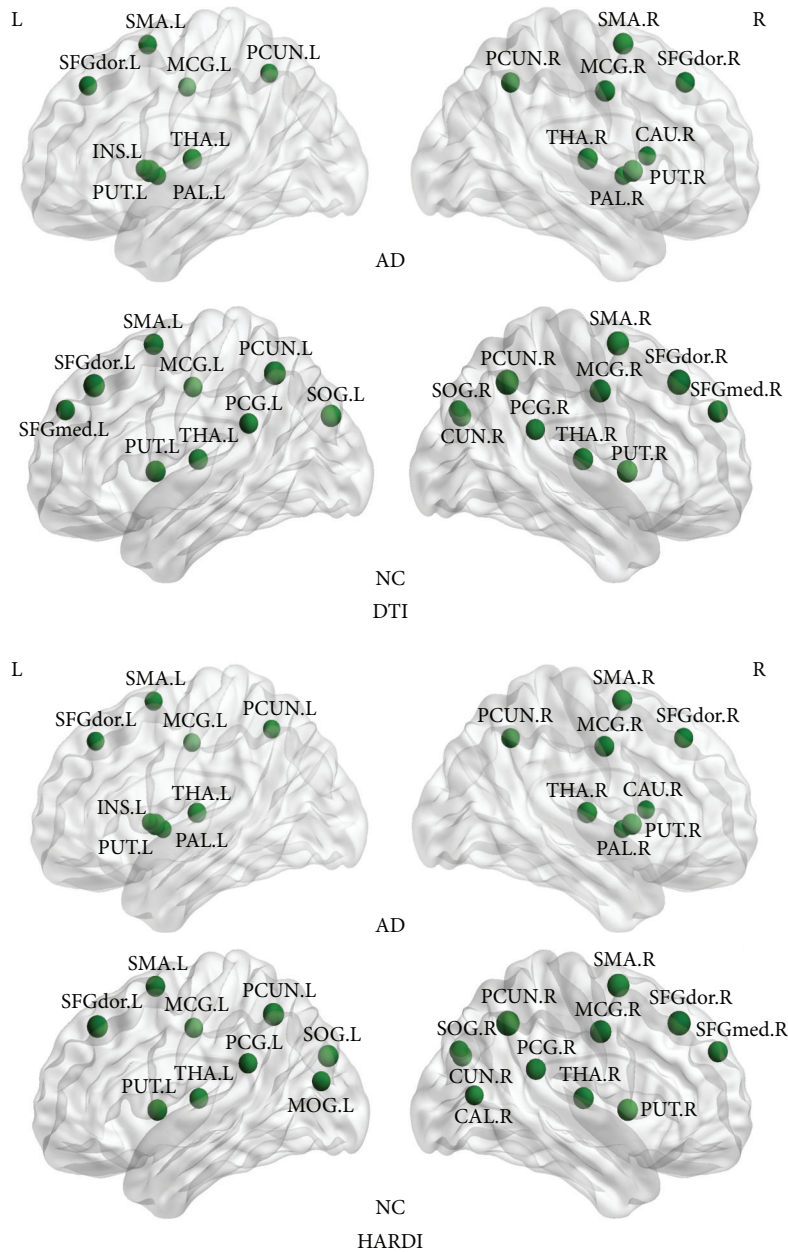 L R
SMA.L SMA.R
SFGdor.L MCG.L PCUN.L PCUN.R MCG.R SFGdor.R
INS.L THA.L THA.R CAU.R
PUT.L PAL.L PAL.R PUT.R
AD
SMA.L SMA.R
SFGdor.L MCG.L PCUN.L PCUN.R MCG.R SFGdor.R
SFGmed.L PCG.L SOG.L SOG.R PCG.R SFGmed.R
PUT.L THA.L CUN.R THA.R PUT.R
NC
DTI
L R
SMA.L SMA.R
SFGdor.L MCG.L PCUN.L PCUN.R MCG.R SFGdor.R
INS.L THA.L THA.R CAU.R
PUT.L PAL.L PAL.R PUT.R
AD
SMA.L SMA.R
SFGdor.L MCG.L PCUN.L PCUN.R MCG.R SFGdor.R
PCG.L SOG.L SOG.R PCG.R SFGmed.R
PUT.L THA.L MOG.L CUN.R THA.R PUT.R
CAL.R
NC
HARDI